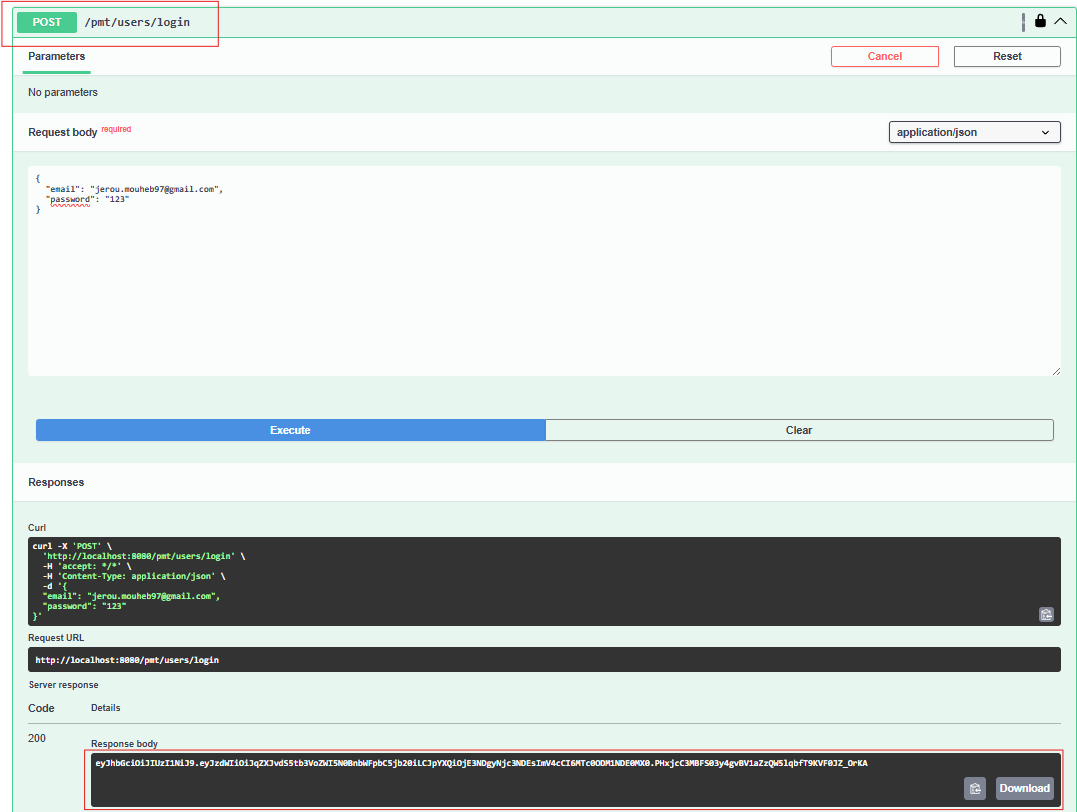 POST /pmt/users/login
Parameters
Cancel
Reset
No parameters
Request body required
application/json
{
"email": "jerou.mouheb97@gmail.com",
"password": "123"
}
Execute
Clear
Responses
Curl
curl -X 'POST' \
'http://localhost:8080/pmt/users/login' \
-H 'accept: */*' \
-H 'Content-Type: application/json' \
-d '{
"email": "jerou.mouheb97@gmail.com",
"password": "123"
}'
Request URL
http://localhost:8080/pmt/users/login
Server response
Code Details
200
Response body
eyJhbGciOiJIUzI1NiJ9.eyJzdWIiOiJqZXJvdS5tb3VoZWI5N0BnbWFpbC5jb20iLCJpYXQiOjE3NDgyNjc3NDEsImV4cCI6MTc0ODM1NDE0MX0.PHxjcC3MBFS03y4gvBV1aZzQW5lqbfT9KVF0JZ_OrKA
Download